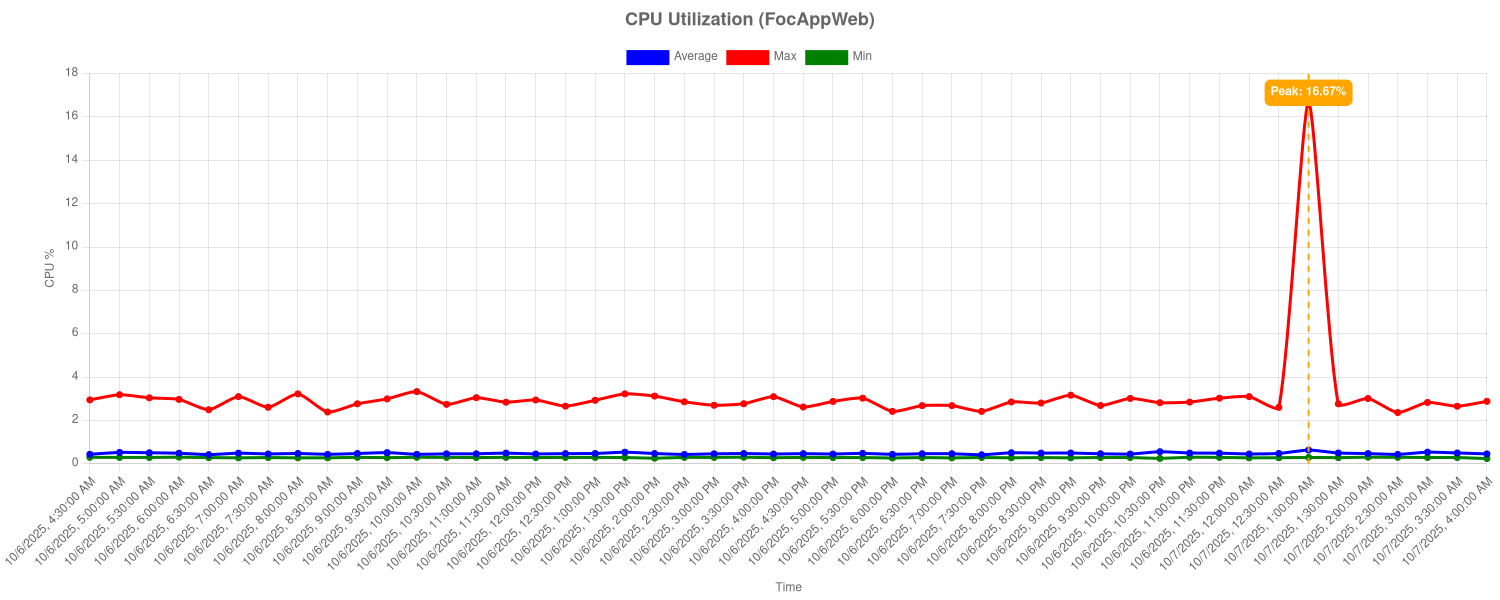 CPU Utilization (FocAppWeb)
Average Max Min
18
16
14
12
10
8
6
4
2
0
CPU %
Peak: 16.67%
10/6/2025, 4:30:00 AM
10/6/2025, 5:00:00 AM
10/6/2025, 5:30:00 AM
10/6/2025, 6:00:00 AM
10/6/2025, 6:30:00 AM
10/6/2025, 7:00:00 AM
10/6/2025, 7:30:00 AM
10/6/2025, 8:00:00 AM
10/6/2025, 8:30:00 AM
10/6/2025, 9:00:00 AM
10/6/2025, 9:30:00 AM
10/6/2025, 10:00:00 AM
10/6/2025, 10:30:00 AM
10/6/2025, 11:00:00 AM
10/6/2025, 11:30:00 AM
10/6/2025, 12:00:00 PM
10/6/2025, 12:30:00 PM
10/6/2025, 1:00:00 PM
10/6/2025, 1:30:00 PM
10/6/2025, 2:00:00 PM
10/6/2025, 2:30:00 PM
10/6/2025, 3:00:00 PM
10/6/2025, 3:30:00 PM
10/6/2025, 4:00:00 PM
10/6/2025, 4:30:00 PM
10/6/2025, 5:00:00 PM
10/6/2025, 5:30:00 PM
10/6/2025, 6:00:00 PM
10/6/2025, 6:30:00 PM
10/6/2025, 7:00:00 PM
10/6/2025, 7:30:00 PM
10/6/2025, 8:00:00 PM
10/6/2025, 8:30:00 PM
10/6/2025, 9:00:00 PM
10/6/2025, 9:30:00 PM
10/6/2025, 10:00:00 PM
10/6/2025, 10:30:00 PM
10/6/2025, 11:00:00 PM
10/6/2025, 11:30:00 PM
10/7/2025, 12:00:00 AM
10/7/2025, 12:30:00 AM
10/7/2025, 1:00:00 AM
10/7/2025, 1:30:00 AM
10/7/2025, 2:00:00 AM
10/7/2025, 2:30:00 AM
10/7/2025, 3:00:00 AM
10/7/2025, 3:30:00 AM
10/7/2025, 4:00:00 AM
Time